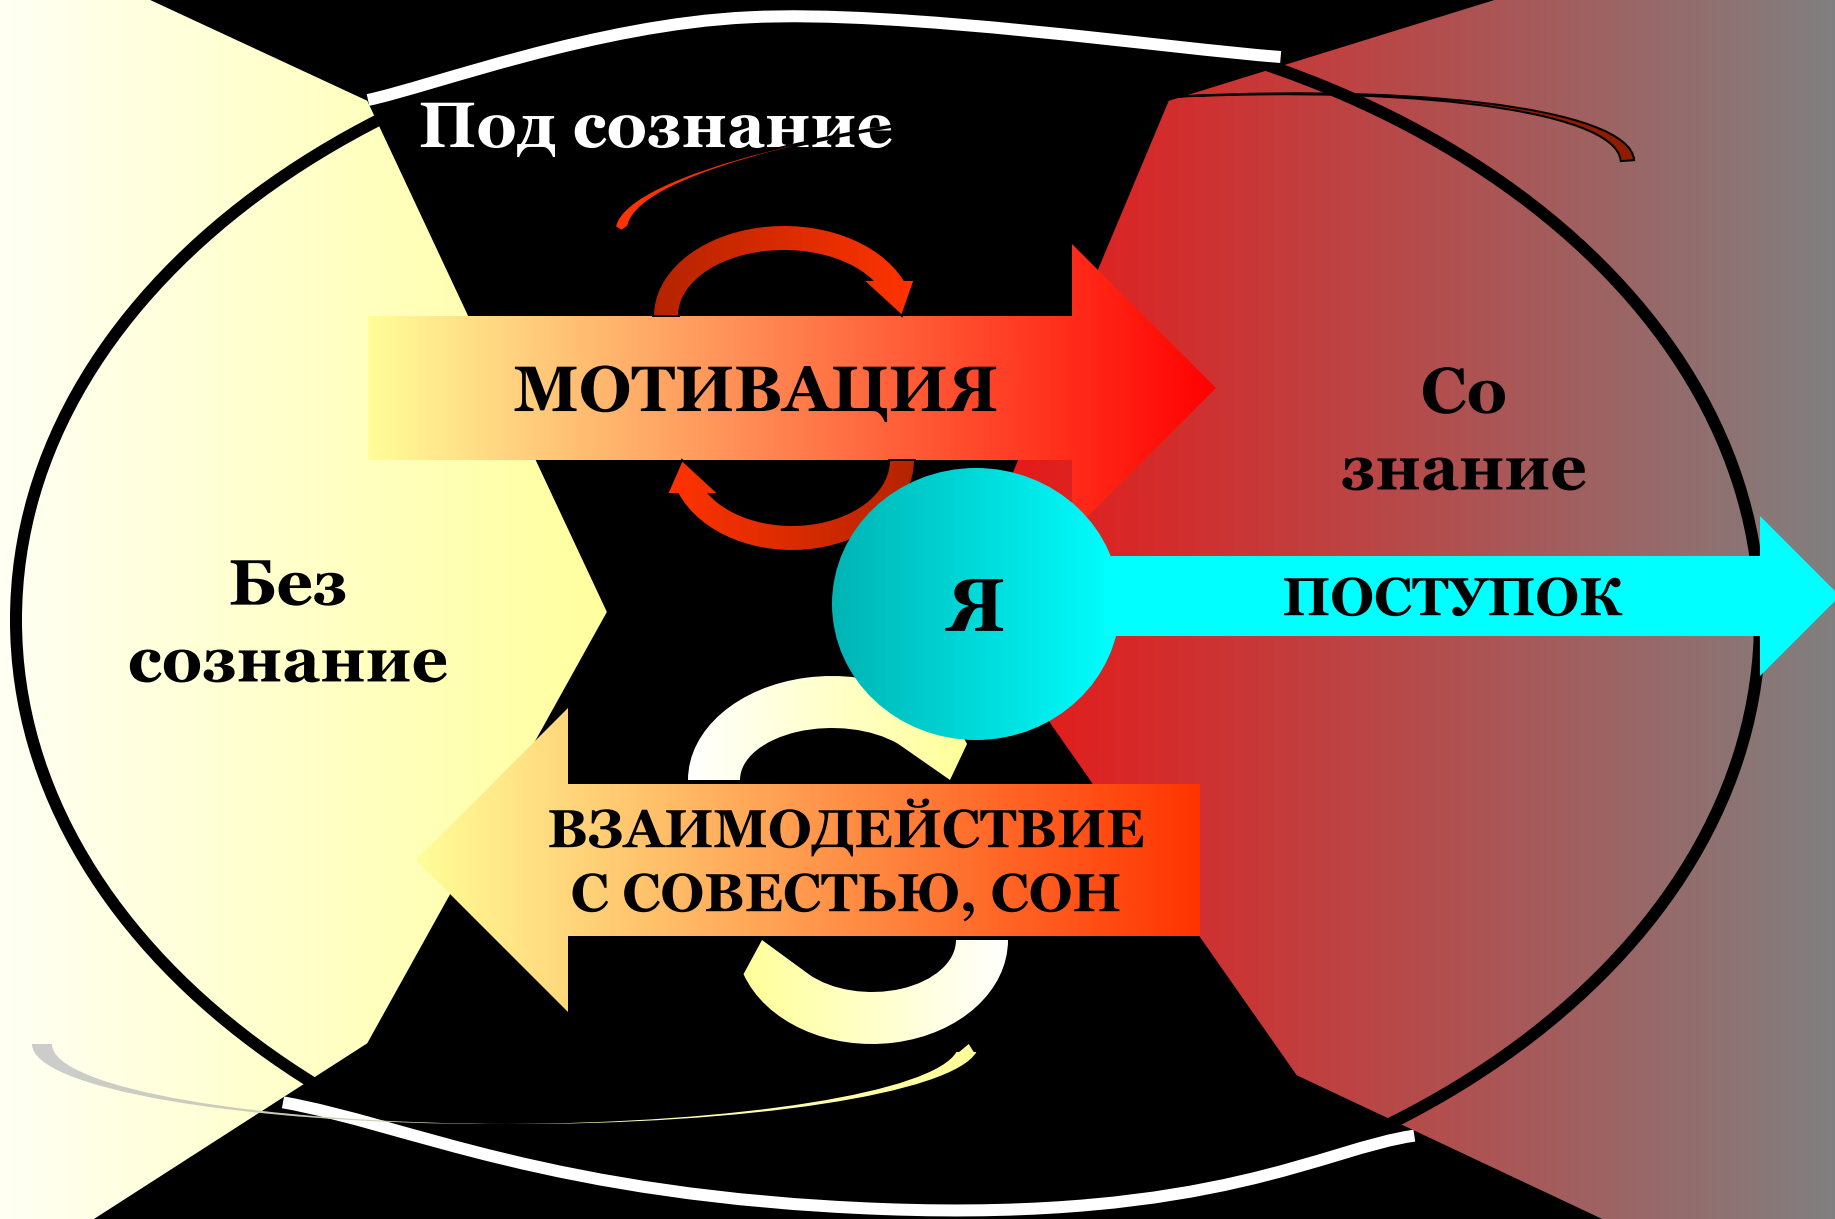 Под сознание
МОТИВАЦИЯ
Со
знание
Без
сознание
Я
ПОСТУПОК
ВЗАИМОДЕЙСТВИЕ
С СОВЕСТЬЮ, СОН